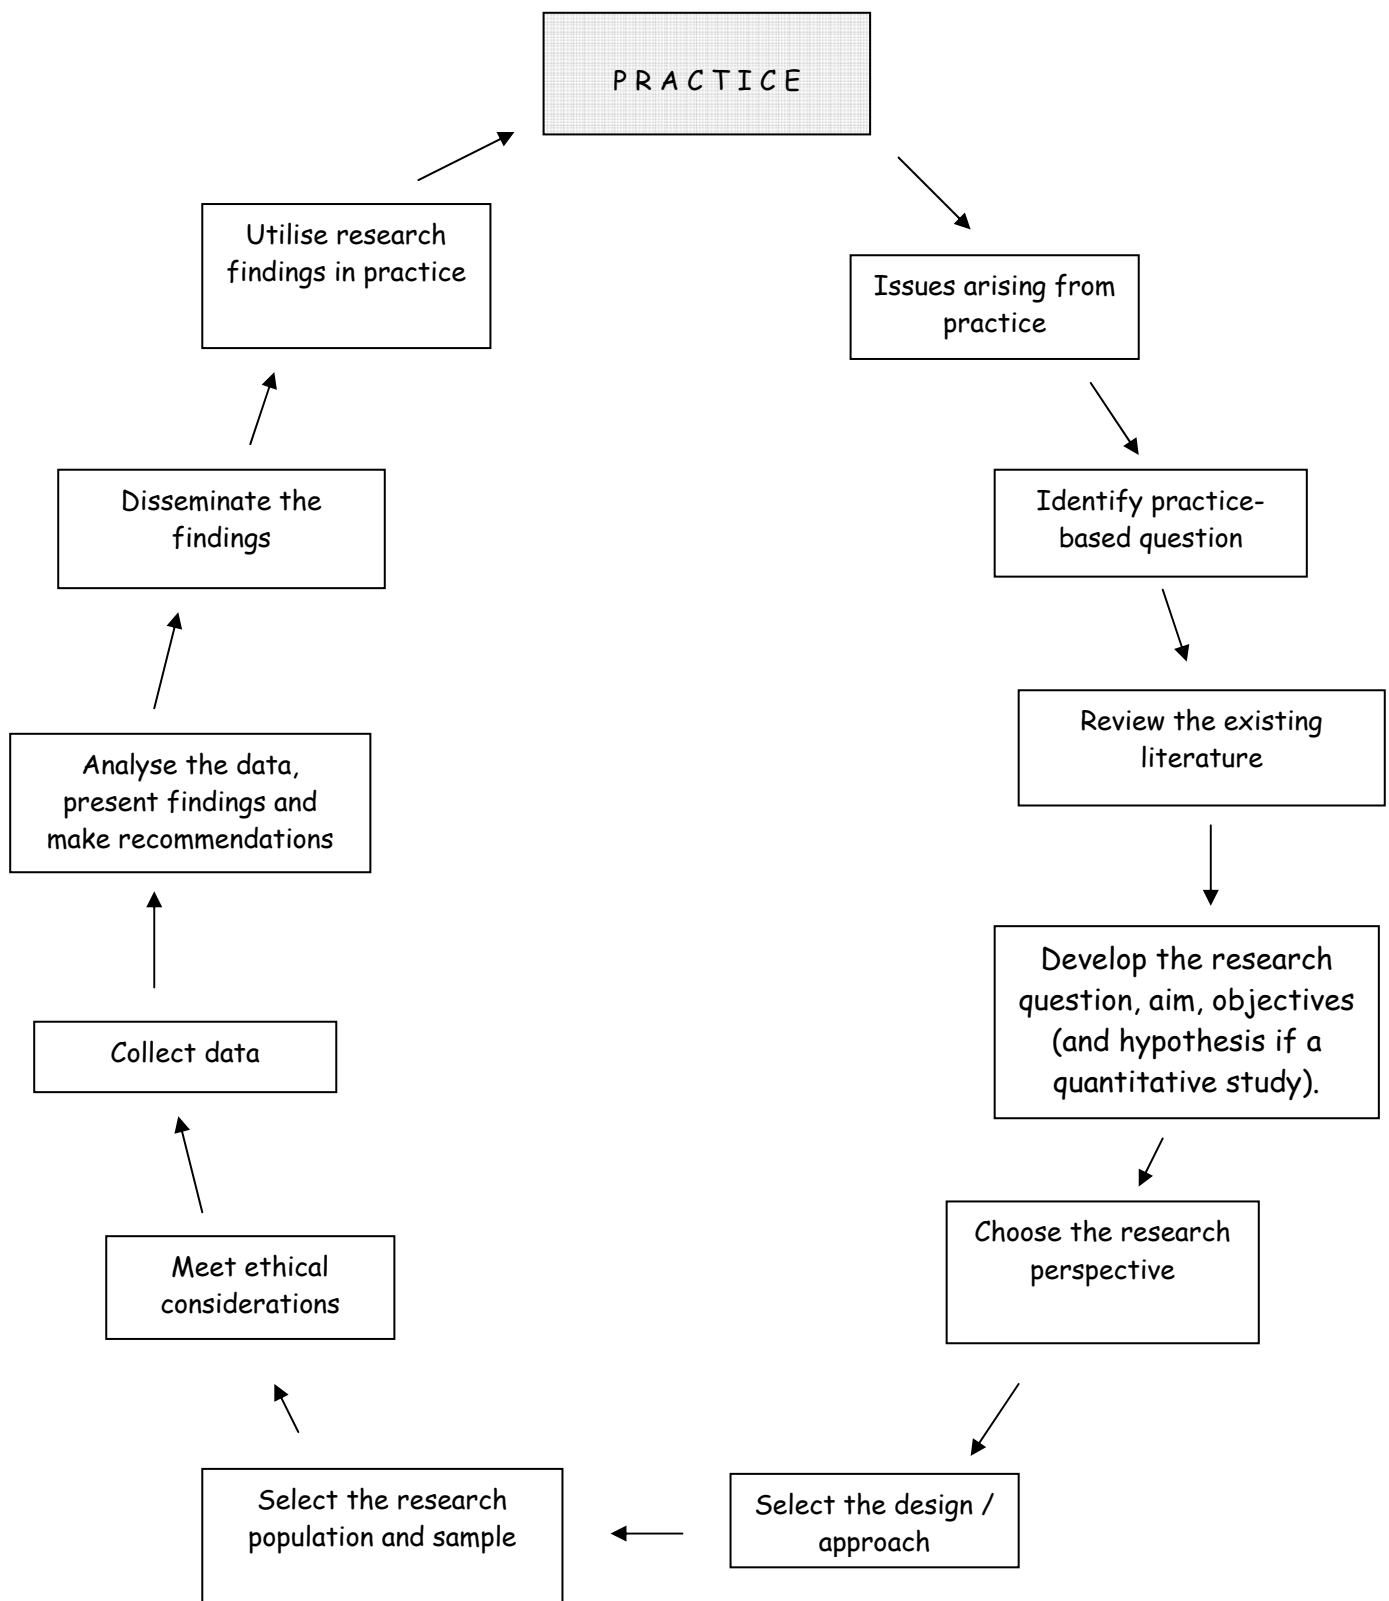 PRACTICE
Issues arising from
practice
Identify practice-
based question
Review the existing
literature
Develop the research
question, aim, objectives
(and hypothesis if a
quantitative study).
Choose the research
perspective
Select the design /
approach
Select the research
population and sample
Meet ethical
considerations
Collect data
Analyse the data,
present findings and
make recommendations
Disseminate the
findings
Utilise research
findings in practice